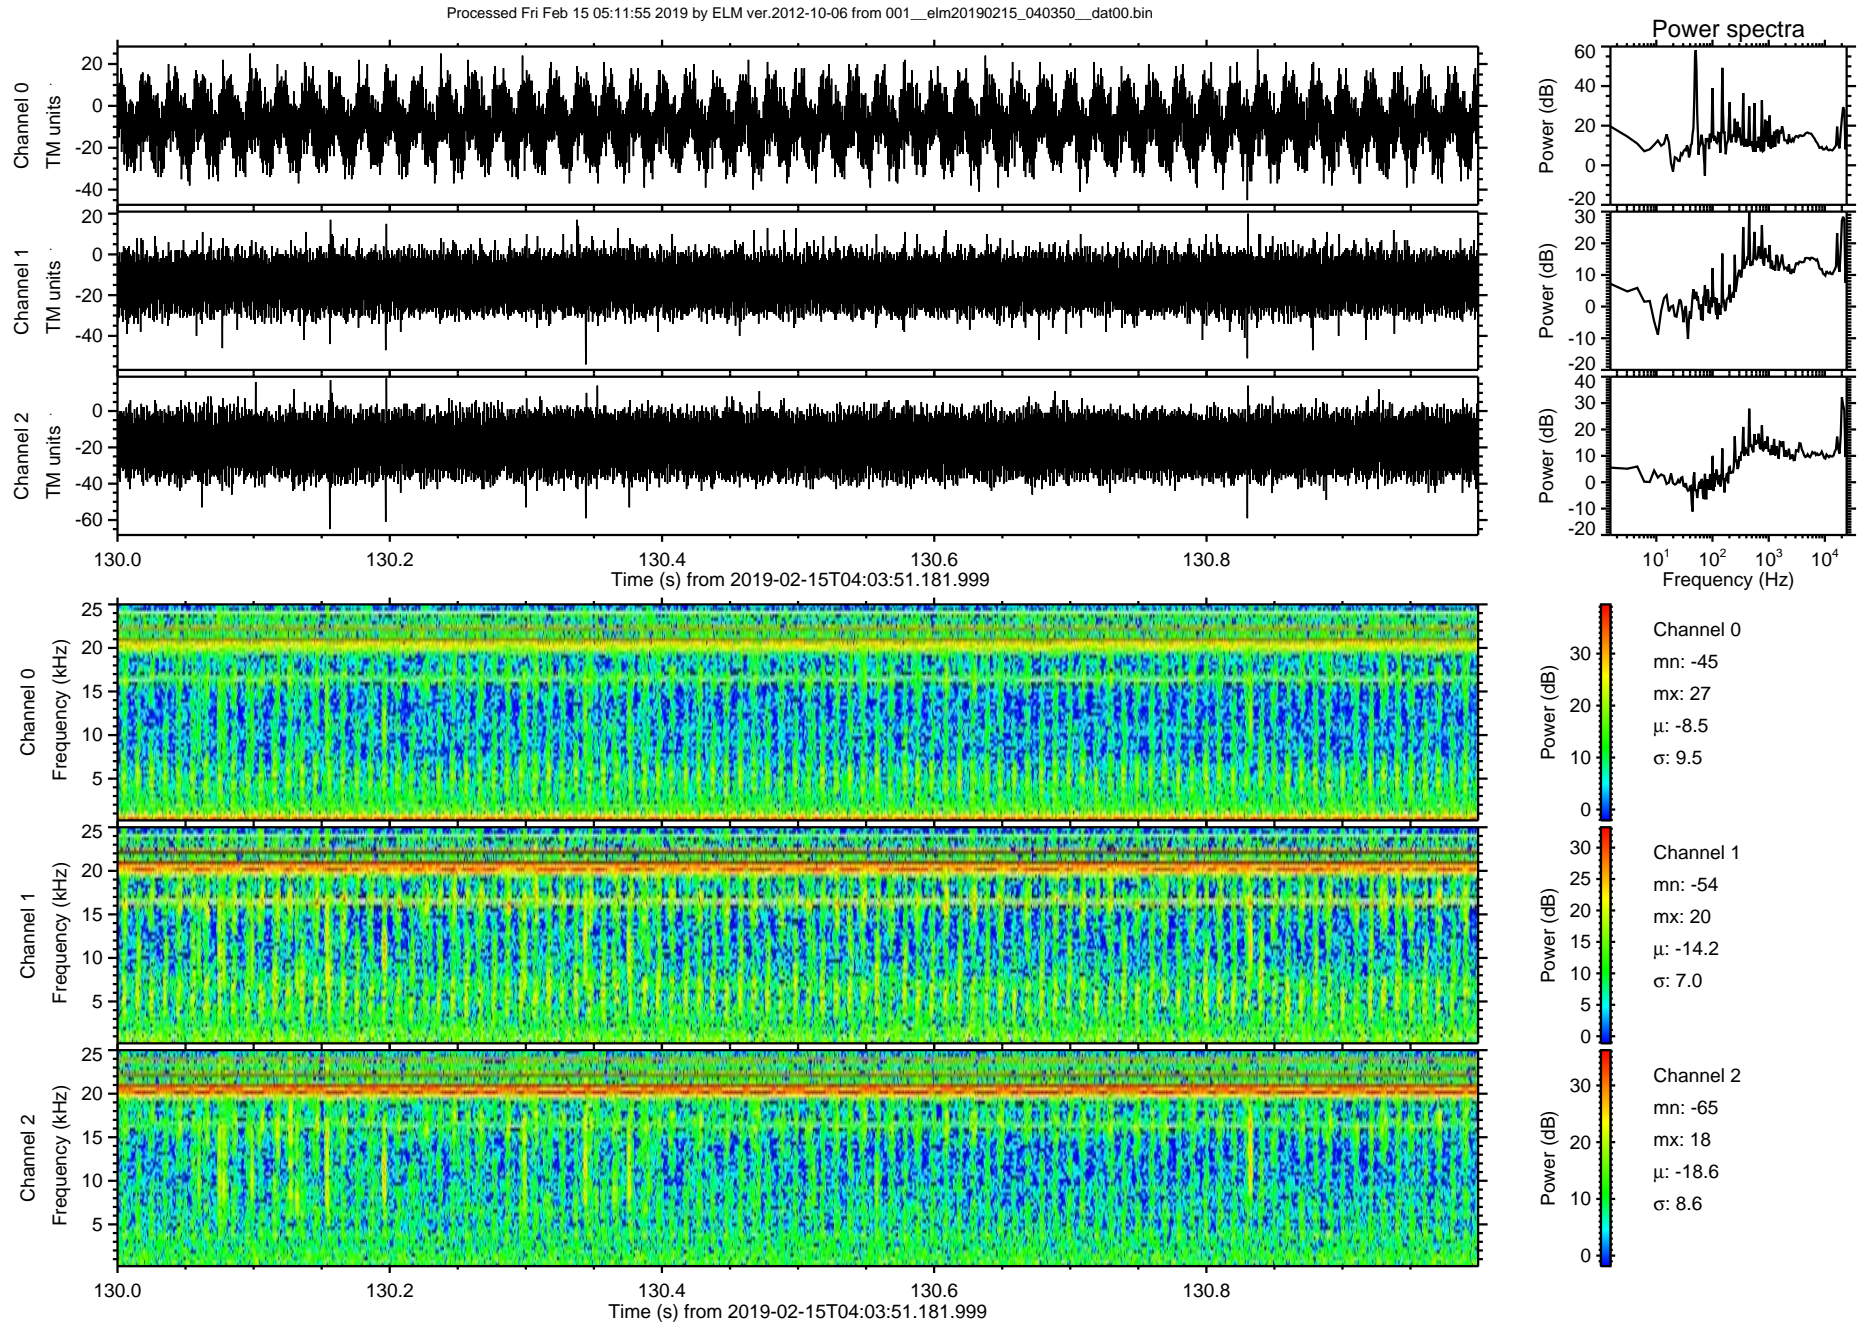 Processed Fri Feb 15 05:11:55 2019 by ELM ver.2012-10-06 from 001__elm20190215_040350__dat00.bin
Power spectra
Channel 0
TM units
20
0
-20
-40
Power (dB)
60
40
20
0
-20
Channel 1
TM units
20
0
-20
-40
Power (dB)
30
20
10
0
-10
-20
Channel 2
TM units
0
-20
-40
-60
Power (dB)
40
30
20
10
0
-10
-20
130.0 130.2 130.4 130.6 130.8
Time (s) from 2019-02-15T04:03:51.181.999
10^1 10^2 10^3 10^4
Frequency (Hz)
Channel 0
Frequency (kHz)
25
20
15
10
5
Power (dB)
30
20
10
0
Channel 0
mn: -45
mx: 27
μ: -8.5
σ: 9.5
Channel 1
Frequency (kHz)
25
20
15
10
5
Power (dB)
30
25
20
15
10
5
0
Channel 1
mn: -54
mx: 20
μ: -14.2
σ: 7.0
Channel 2
Frequency (kHz)
25
20
15
10
5
Power (dB)
30
20
10
0
Channel 2
mn: -65
mx: 18
μ: -18.6
σ: 8.6
130.0 130.2 130.4 130.6 130.8
Time (s) from 2019-02-15T04:03:51.181.999